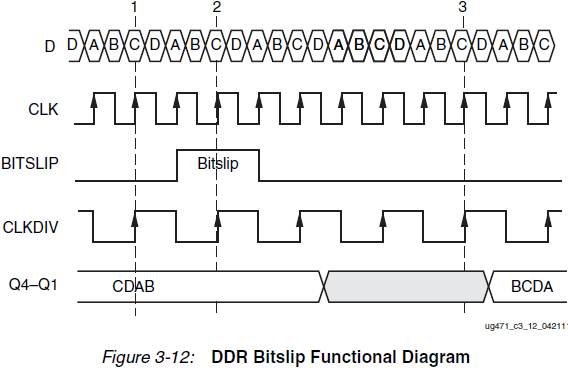 1 2 3
D D A B C D A B C D A B C D A B C D A B C D A B C
CLK
BITSLIP Bitslip
CLKDIV
Q4–Q1 CDAB BCDA
ug471_c3_12_042111
Figure 3-12: DDR Bitslip Functional Diagram